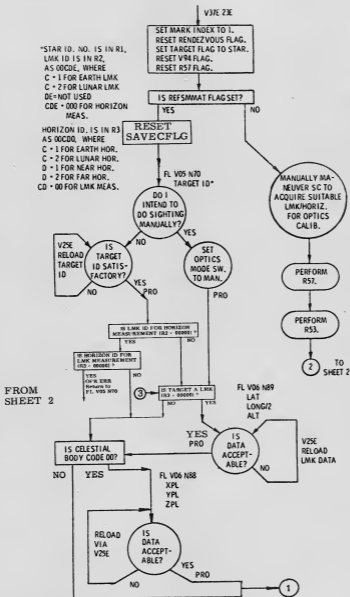 V37E 23E
SET MARK INDEX TO 1.
RESET RENDEZVOUS FLAG.
SET TARGET FLAG TO STAR.
RESET V94 FLAG.
RESET R57 FLAG.
*STAR ID. NO. IS IN R1,
LMK ID IS IN R2,
AS 00CDE, WHERE
C = 1 FOR EARTH LMK
C = 2 FOR LUNAR LMK
DE=NOT USED
CDE = 000 FOR HORIZON
MEAS.
HORIZON ID. IS IN R3
AS 00CD0, WHERE
C = 1 FOR EARTH HOR.
C = 2 FOR LUNAR HOR.
D = 1 FOR NEAR HOR.
D = 2 FOR FAR HOR.
CD = 00 FOR LMK MEAS.
IS REFSMMAT FLAG SET?
YES
NO
RESET
SAVECFLG
FL V05 N70
TARGET ID*
DO I
INTEND TO
DO SIGHTING
MANUALLY?
NO
YES
MANUALLY MA-
NEUVER SC TO
ACQUIRE SUITABLE
LMK/HORIZ.
FOR OPTICS
CALIB.
V25E
RELOAD
TARGET
ID
IS
TARGET
ID SATIS-
FACTORY?
NO
YES
PRO
SET
OPTICS
MODE SW.
TO MAN.
PRO
PERFORM
R57.
PERFORM
R53.
2
TO
SHEET 2
IS LMK ID FOR HORIZON
MEASUREMENT (R2 = 00000) ?
YES
NO
IS HORIZON ID FOR
LMK MEASUREMENT
(R3 = 00000) ?
YES
OPR ERR
Return to
FL V05 N70
NO
FROM
SHEET 2
3
IS TARGET A LMK
(R3 = 00000) ?
NO
YES
FL V06 N89
LAT
LONG/2
ALT
YES
PRO
IS
DATA
ACCEPT-
ABLE?
NO
V25E
RELOAD
LMK DATA
IS CELESTIAL
BODY CODE 00?
NO
YES
FL V06 N88
XPL
YPL
ZPL
RELOAD
VIA
V25E
IS
DATA
ACCEPT-
ABLE?
NO
YES
PRO
1